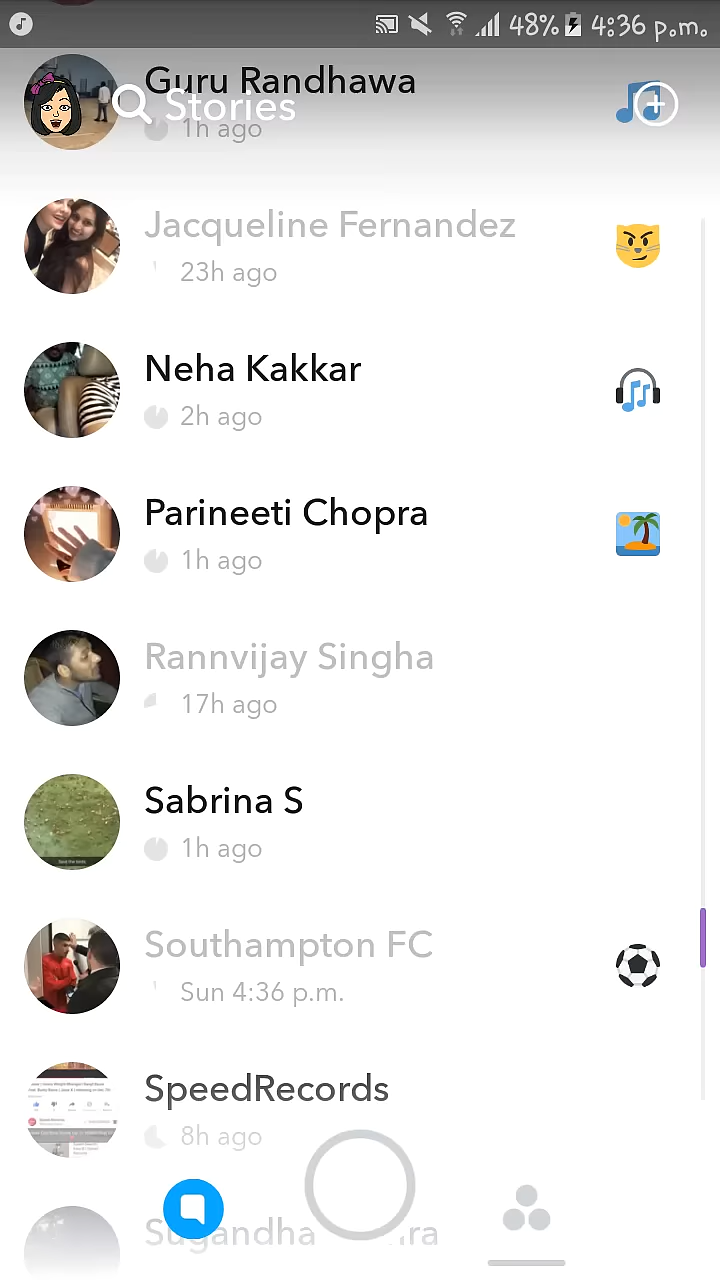 48% 4:36 p.m.
Guru Randhawa
Stories
1h ago
Jacqueline Fernandez
23h ago
Neha Kakkar
2h ago
Parineeti Chopra
1h ago
Rannvijay Singha
17h ago
Sabrina S
1h ago
Southampton FC
Sun 4:36 p.m.
SpeedRecords
8h ago
Sugandha